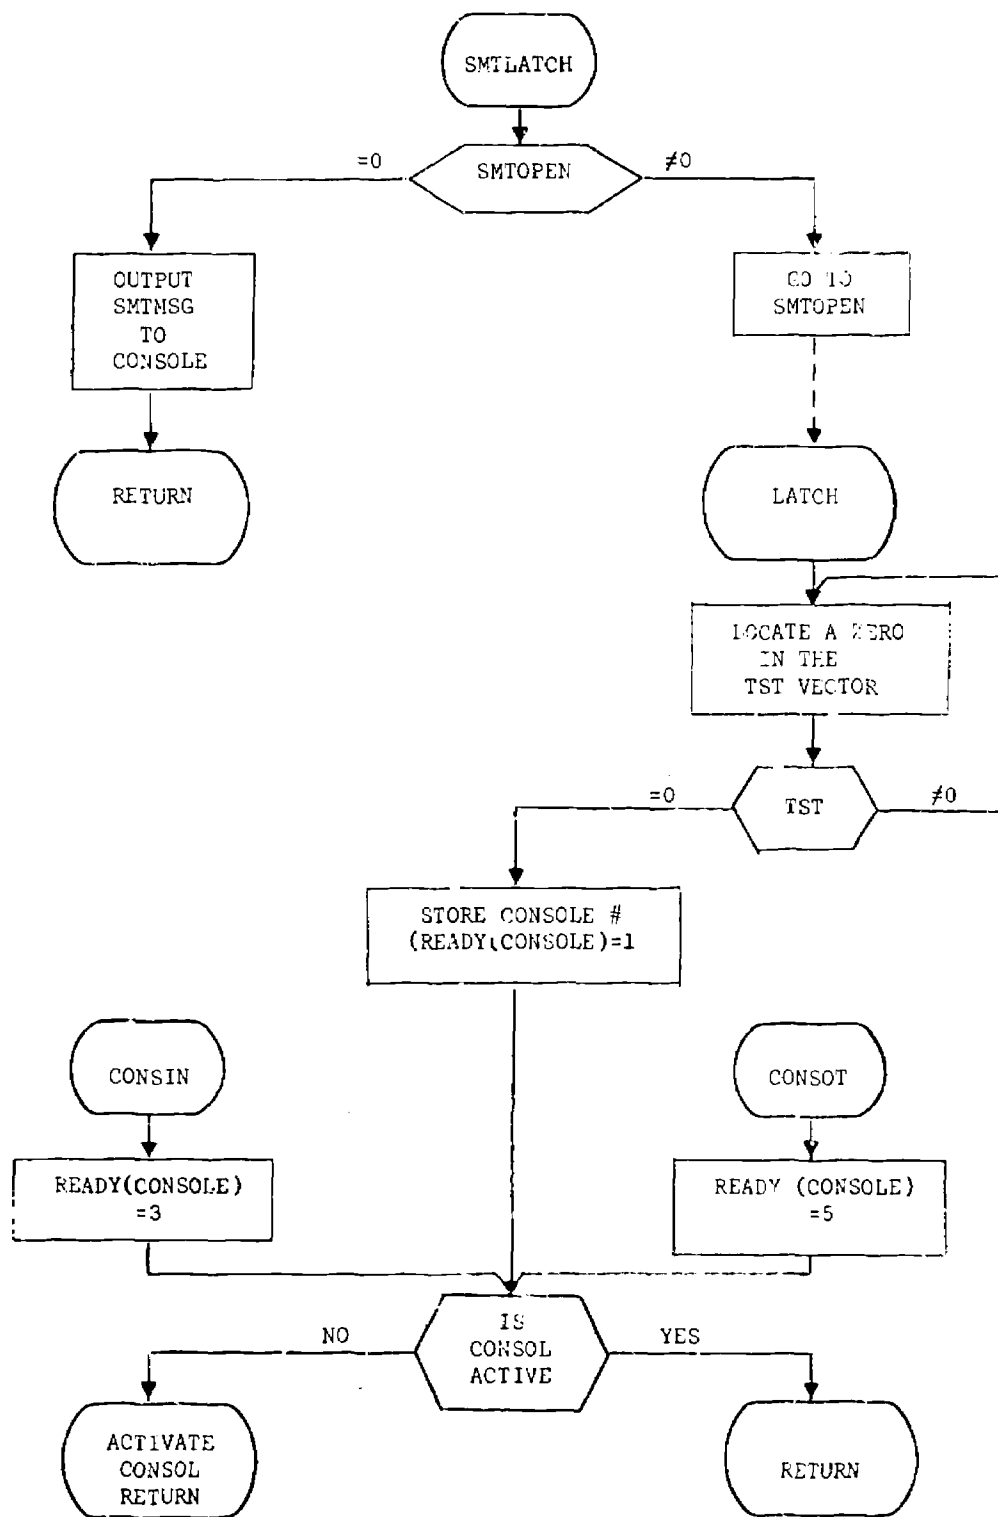 SMTLATCH
=0
SMTOPEN
≠0
OUTPUT
SMTMSG
TO
CONSOLE
GO TO
SMTOPEN
RETURN
LATCH
LOCATE A ZERO
IN THE
TST VECTOR
=0
TST
≠0
STORE CONSOLE #
(READY(CONSOLE)=1
CONSIN
CONSOT
READY(CONSOLE)
=3
READY (CONSOLE)
=5
NO
IS
CONSOL
ACTIVE
YES
ACTIVATE
CONSOL
RETURN
RETURN